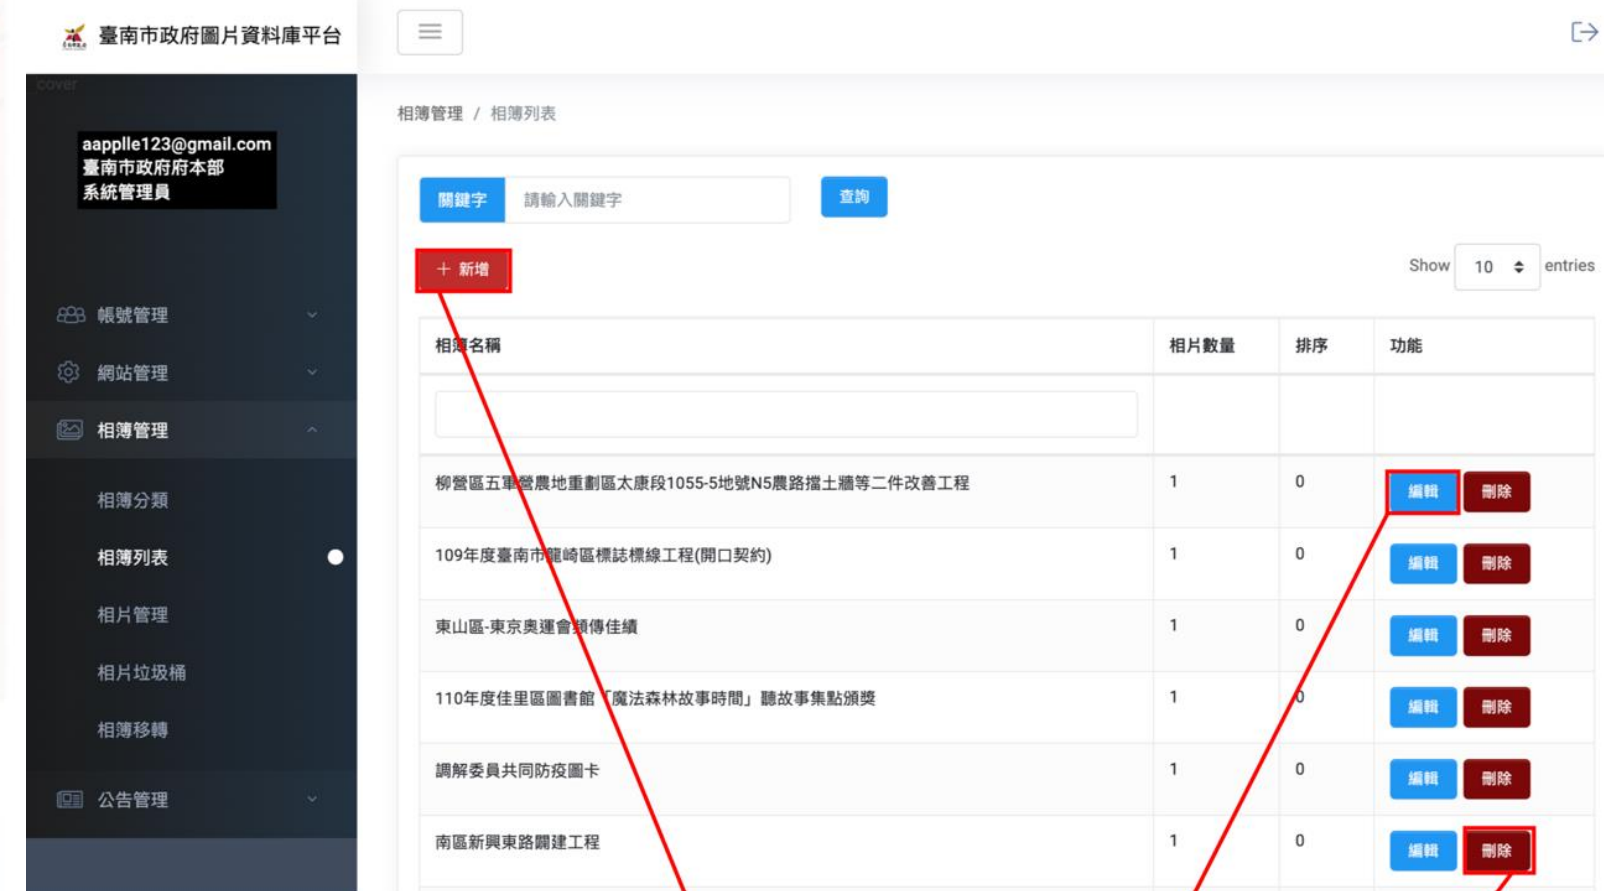 臺南市政府圖片資料庫平台
cover
aapplle123@gmail.com
臺南市政府府本部
系統管理員
帳號管理
網站管理
相簿管理
相簿分類
相簿列表
相片管理
相片垃圾桶
相簿移轉
公告管理
相簿管理 / 相簿列表
關鍵字 請輸入關鍵字 查詢
+ 新增
Show 10 entries
相簿名稱 相片數量 排序 功能
柳營區五軍營農地重劃區太康段1055-5地號N5農路擋土牆等二件改善工程 1 0 編輯 刪除
109年度臺南市龍崎區標誌標線工程(開口契約) 1 0 編輯 刪除
東山區-東京奧運會頻傳佳績 1 0 編輯 刪除
110年度佳里區圖書館「魔法森林故事時間」聽故事集點頒獎 1 0 編輯 刪除
調解委員共同防疫圖卡 1 0 編輯 刪除
南區新興東路闢建工程 1 0 編輯 刪除